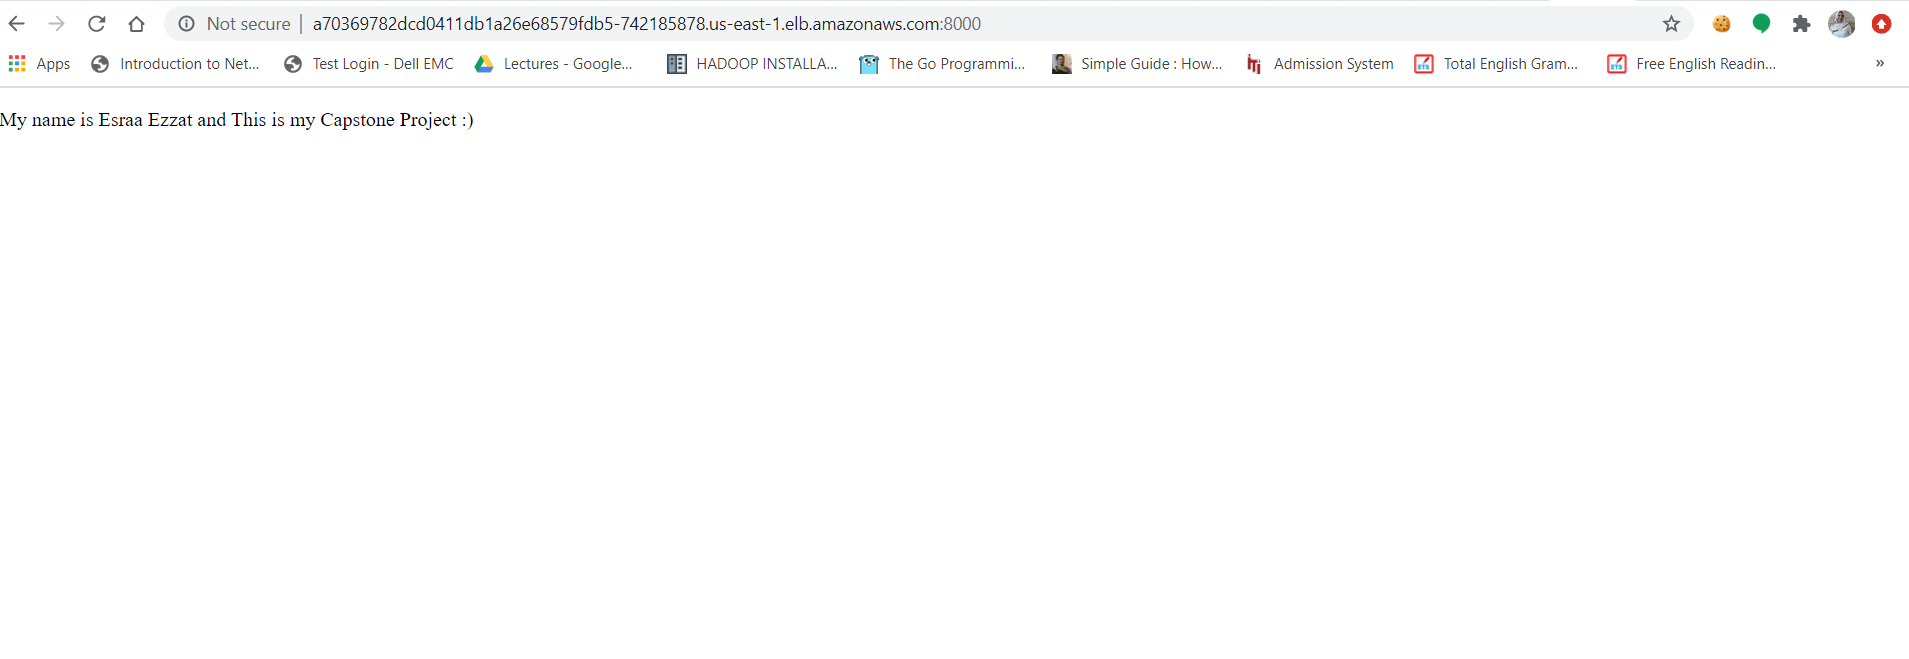 Not secure | a70369782dcd0411db1a26e68579fdb5-742185878.us-east-1.elb.amazonaws.com:8000
Apps Introduction to Net... Test Login - Dell EMC Lectures - Google... HADOOP INSTALLA... The Go Programmi... Simple Guide : How... Admission System Total English Gram... Free English Readin... »
My name is Esraa Ezzat and This is my Capstone Project :)